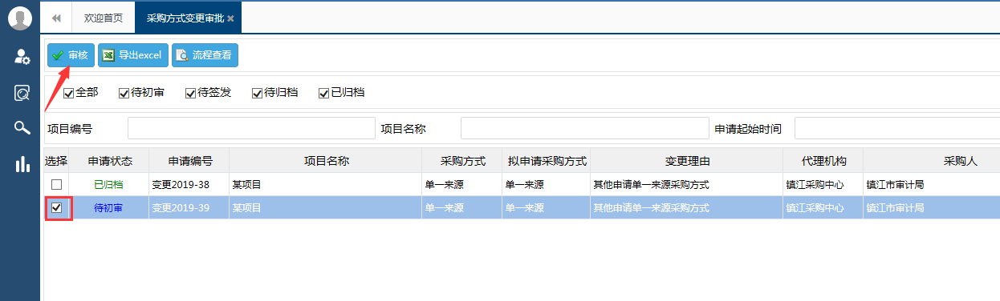 欢迎首页 采购方式变更审批
审核 导出excel 流程查看
全部 待初审 待签发 待归档 已归档
项目编号 项目名称 申请起始时间
选择 申请状态 申请编号 项目名称 采购方式 拟申请采购方式 变更理由 代理机构 采购人
已归档 变更2019-38 某项目 单一来源 单一来源 其他申请单一来源采购方式 镇江采购中心 镇江市审计局
待初审 变更2019-39 某项目 单一来源 单一来源 其他申请单一来源采购方式 镇江采购中心 镇江市审计局